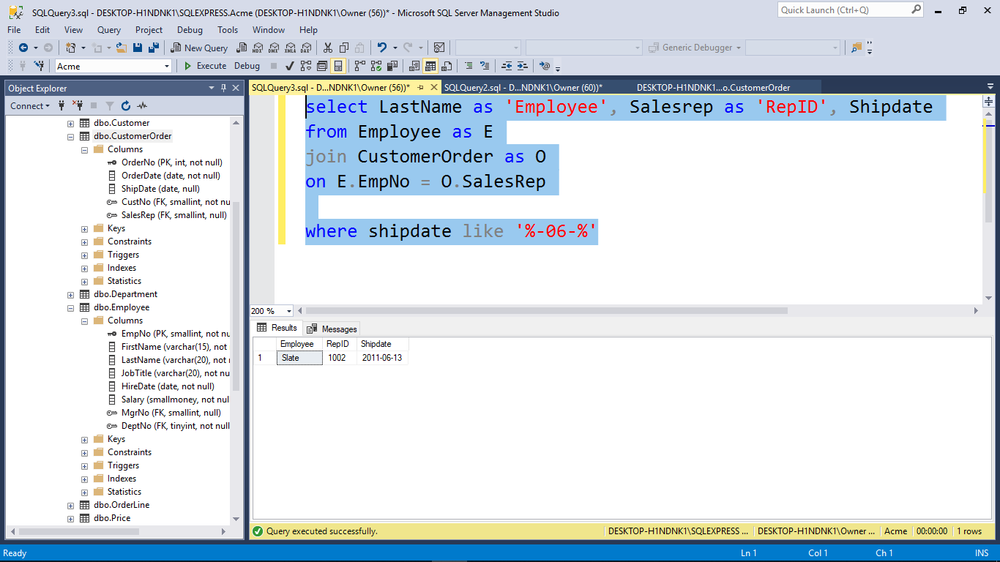 SQLQuery3.sql - DESKTOP-H1NDNK1\SQLEXPRESS.Acme (DESKTOP-H1NDNK1\Owner (56))* - Microsoft SQL Server Management Studio
Quick Launch (Ctrl+Q)
File Edit View Query Project Debug Tools Window Help
New Query
MDX DMX XMLA DAX
Generic Debugger
Acme
Execute Debug
Object Explorer
Connect
dbo.Customer
dbo.CustomerOrder
Columns
OrderNo (PK, int, not null)
OrderDate (date, not null)
ShipDate (date, null)
CustNo (FK, smallint, not nu
SalesRep (FK, smallint, null)
Keys
Constraints
Triggers
Indexes
Statistics
dbo.Department
dbo.Employee
Columns
EmpNo (PK, smallint, not nu
FirstName (varchar(15), not
LastName (varchar(20), not
JobTitle (varchar(20), not nu
HireDate (date, not null)
Salary (smallmoney, not nul
MgrNo (FK, smallint, null)
DeptNo (FK, tinyint, not null
Keys
Constraints
Triggers
Indexes
Statistics
dbo.OrderLine
dbo.Price
SQLQuery3.sql - D...NDNK1\Owner (56))*
SQLQuery2.sql - D...NDNK1\Owner (60))*
DESKTOP-H1NDNK1...o.CustomerOrder
select LastName as 'Employee', Salesrep as 'RepID', Shipdate
from Employee as E
join CustomerOrder as O
on E.EmpNo = O.SalesRep
where shipdate like '%-06-%'
200 %
Results Messages
Employee RepID Shipdate
1 Slate 1002 2011-06-13
Query executed successfully.
DESKTOP-H1NDNK1\SQLEXPRESS ... DESKTOP-H1NDNK1\Owner ... Acme 00:00:00 1 rows
Ready
Ln 1 Col 1 Ch 1 INS